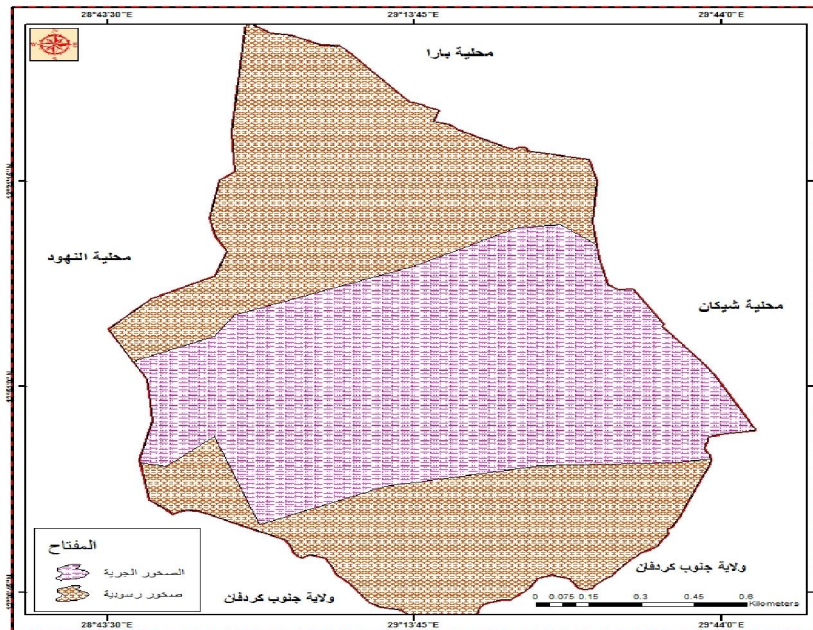 28°43'30"E 29°13'45"E 29°44'0"E
محلية بارا
محلية النهود
محلية شيكان
المفتاح
الصخور الجرية
صخور رسوبية
ولاية جنوب كردفان
ولاية جنوب كردفان
0 0.075 0.15 0.3 0.45 0.6
Kilometers
28°43'30"E 29°13'45"E 29°44'0"E